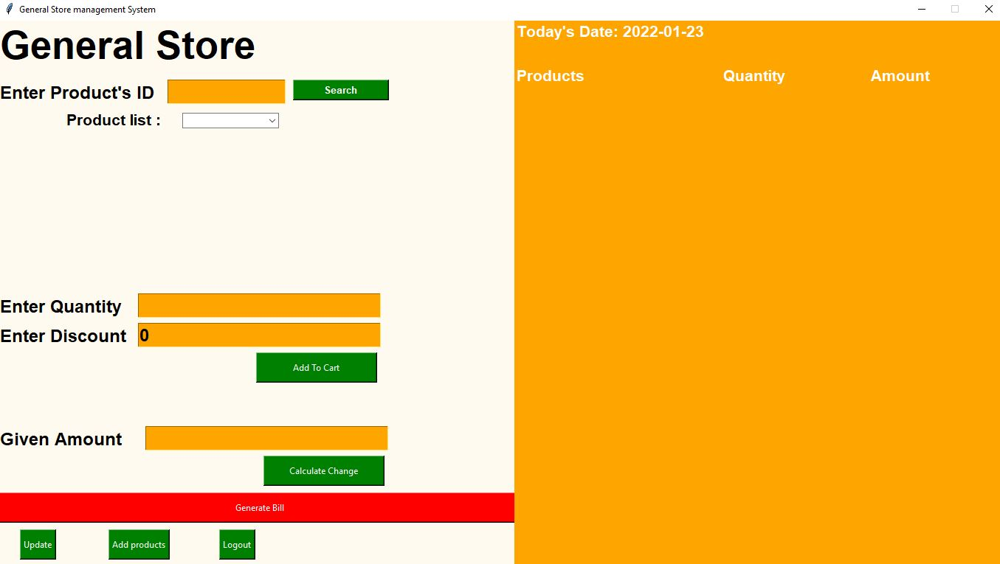 General Store management System
General Store
Enter Product's ID
Search
Product list :
Enter Quantity
Enter Discount 0
Add To Cart
Given Amount
Calculate Change
Generate Bill
Update Add products Logout
Today's Date: 2022-01-23
Products Quantity Amount